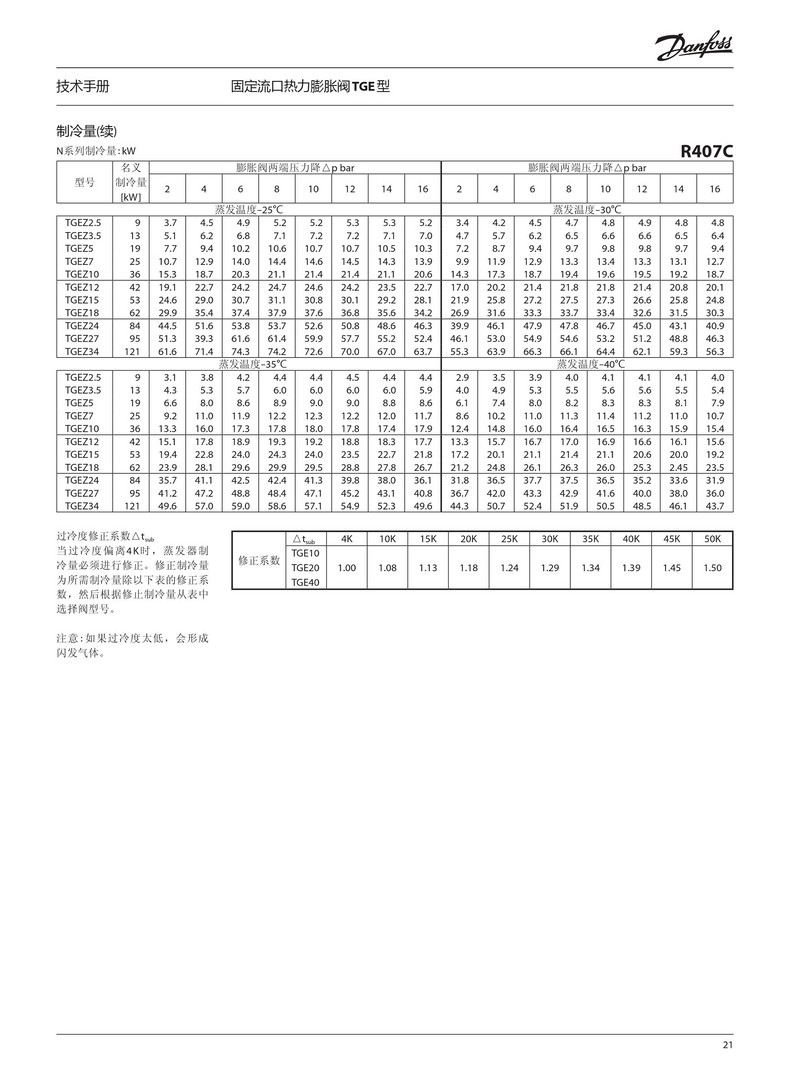 Danfoss
技术手册 固定流口热力膨胀阀TGE型
制冷量(续)
N系列制冷量:kW R407C
型号 名义制冷量[kW] 膨胀阀两端压力降△p bar 膨胀阀两端压力降△p bar
2 4 6 8 10 12 14 16 2 4 6 8 10 12 14 16
蒸发温度–25℃ 蒸发温度–30℃
TGEZ2.5 9 3.7 4.5 4.9 5.2 5.2 5.3 5.3 5.2 3.4 4.2 4.5 4.7 4.8 4.9 4.8 4.8
TGEZ3.5 13 5.1 6.2 6.8 7.1 7.2 7.2 7.1 7.0 4.7 5.7 6.2 6.5 6.6 6.6 6.5 6.4
TGEZ5 19 7.7 9.4 10.2 10.6 10.7 10.7 10.5 10.3 7.2 8.7 9.4 9.7 9.8 9.8 9.7 9.4
TGEZ7 25 10.7 12.9 14.0 14.4 14.6 14.5 14.3 13.9 9.9 11.9 12.9 13.3 13.4 13.3 13.1 12.7
TGEZ10 36 15.3 18.7 20.3 21.1 21.4 21.4 21.1 20.6 14.3 17.3 18.7 19.4 19.6 19.5 19.2 18.7
TGEZ12 42 19.1 22.7 24.2 24.7 24.6 24.2 23.5 22.7 17.0 20.2 21.4 21.8 21.8 21.4 20.8 20.1
TGEZ15 53 24.6 29.0 30.7 31.1 30.8 30.1 29.2 28.1 21.9 25.8 27.2 27.5 27.3 26.6 25.8 24.8
TGEZ18 62 29.9 35.4 37.4 37.9 37.6 36.8 35.6 34.2 26.9 31.6 33.3 33.7 33.4 32.6 31.5 30.3
TGEZ24 84 44.5 51.6 53.8 53.7 52.6 50.8 48.6 46.3 39.9 46.1 47.9 47.8 46.7 45.0 43.1 40.9
TGEZ27 95 51.3 39.3 61.6 61.4 59.9 57.7 55.2 52.4 46.1 53.0 54.9 54.6 53.2 51.2 48.8 46.3
TGEZ34 121 61.6 71.4 74.3 74.2 72.6 70.0 67.0 63.7 55.3 63.9 66.3 66.1 64.4 62.1 59.3 56.3
蒸发温度–35℃ 蒸发温度–40℃
TGEZ2.5 9 3.1 3.8 4.2 4.4 4.4 4.5 4.4 4.4 2.9 3.5 3.9 4.0 4.1 4.1 4.1 4.0
TGEZ3.5 13 4.3 5.3 5.7 6.0 6.0 6.0 6.0 5.9 4.0 4.9 5.3 5.5 5.6 5.6 5.5 5.4
TGEZ5 19 6.6 8.0 8.6 8.9 9.0 9.0 8.8 8.6 6.1 7.4 8.0 8.2 8.3 8.3 8.1 7.9
TGEZ7 25 9.2 11.0 11.9 12.2 12.3 12.2 12.0 11.7 8.6 10.2 11.0 11.3 11.4 11.2 11.0 10.7
TGEZ10 36 13.3 16.0 17.3 17.8 18.0 17.8 17.4 17.9 12.4 14.8 16.0 16.4 16.5 16.3 15.9 15.4
TGEZ12 42 15.1 17.8 18.9 19.3 19.2 18.8 18.3 17.7 13.3 15.7 16.7 17.0 16.9 16.6 16.1 15.6
TGEZ15 53 19.4 22.8 24.0 24.3 24.0 23.5 22.7 21.8 17.2 20.1 21.1 21.4 21.1 20.6 20.0 19.2
TGEZ18 62 23.9 28.1 29.6 29.9 29.5 28.8 27.8 26.7 21.2 24.8 26.1 26.3 26.0 25.3 2.45 23.5
TGEZ24 84 35.7 41.1 42.5 42.4 41.3 39.8 38.0 36.1 31.8 36.5 37.7 37.5 36.5 35.2 33.6 31.9
TGEZ27 95 41.2 47.2 48.8 48.4 47.1 45.2 43.1 40.8 36.7 42.0 43.3 42.9 41.6 40.0 38.0 36.0
TGEZ34 121 49.6 57.0 59.0 58.6 57.1 54.9 52.3 49.6 44.3 50.7 52.4 51.9 50.5 48.5 46.1 43.7
过冷度修正系数△tsub
当过冷度偏离4K时，蒸发器制
冷量必须进行修正。修正制冷量
为所需制冷量除以下表的修正系
数，然后根据修止制冷量从表中
选择阀型号。
注意:如果过冷度太低，会形成
闪发气体。
修正系数 △tsub 4K 10K 15K 20K 25K 30K 35K 40K 45K 50K
TGE10
TGE20 1.00 1.08 1.13 1.18 1.24 1.29 1.34 1.39 1.45 1.50
TGE40
21